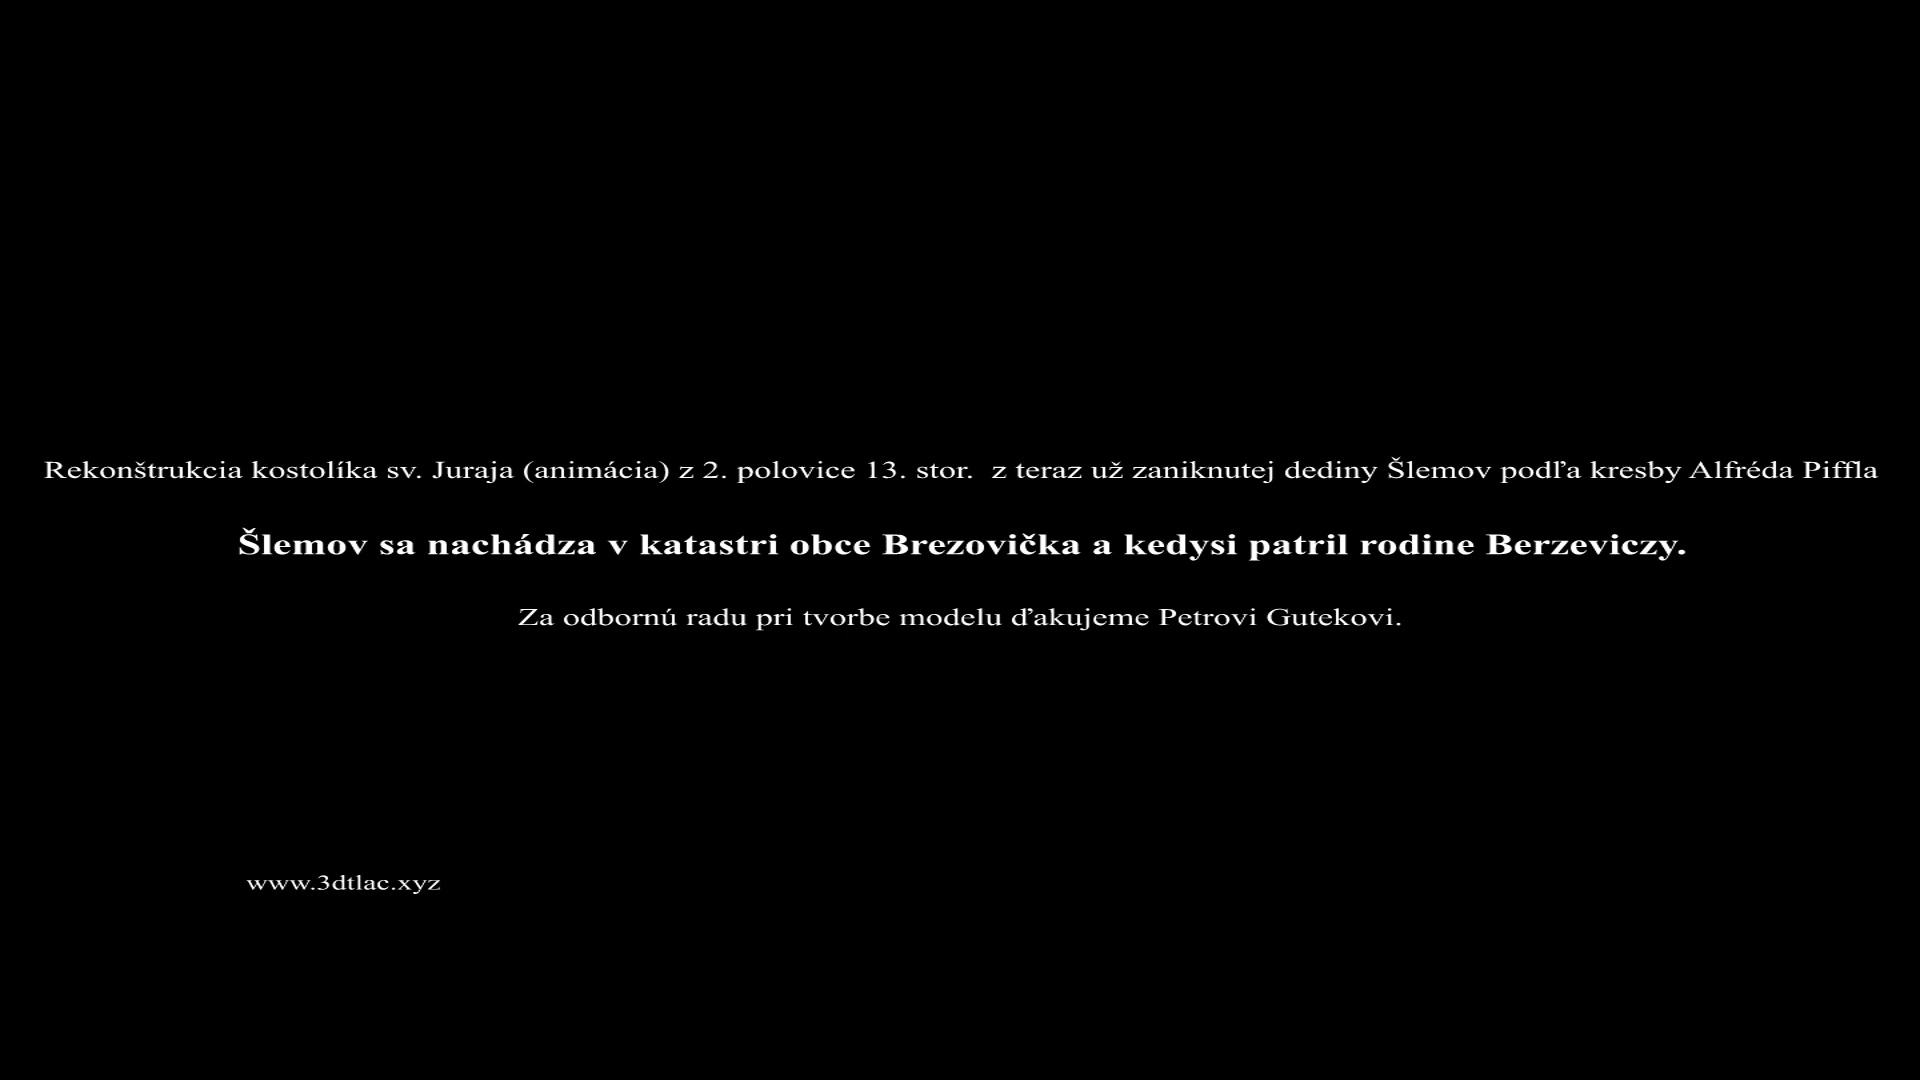 Rekonštrukcia kostolíka sv. Juraja (animácia) z 2. polovice 13. stor.  z teraz už zaniknutej dediny Šlemov podľa kresby Alfréda Piffla
Šlemov sa nachádza v katastri obce Brezovička a kedysi patril rodine Berzeviczy.
Za odbornú radu pri tvorbe modelu ďakujeme Petrovi Gutekovi.
www.3dtlac.xyz